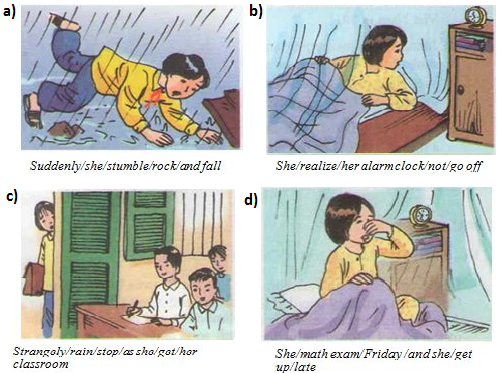 a)
Suddenly/she/stumble/rock/and fall
b)
She/realize/her alarm clock/not/go off
c)
Strangely/rain/stop/as she/get/her
classroom
d)
She/math exam/Friday/and she/get
up/late